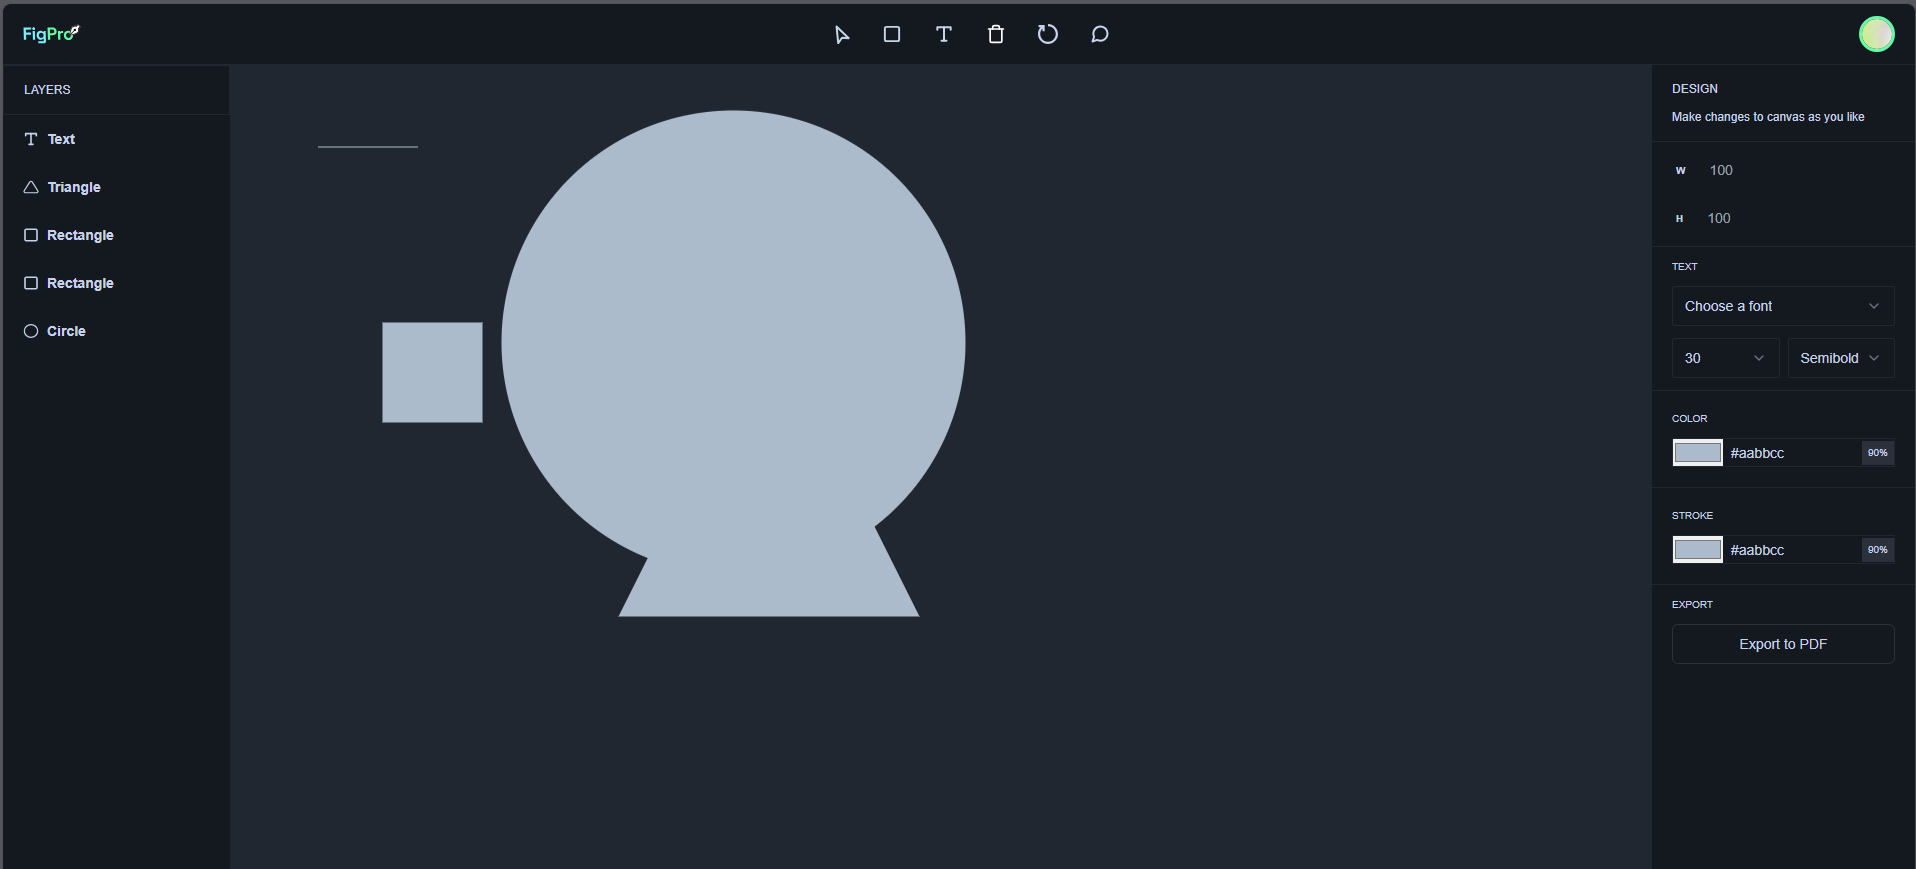 FigPro
LAYERS
Text
Triangle
Rectangle
Rectangle
Circle
DESIGN
Make changes to canvas as you like
W 100
H 100
TEXT
Choose a font
30 Semibold
COLOR
#aabbcc 90%
STROKE
#aabbcc 90%
EXPORT
Export to PDF